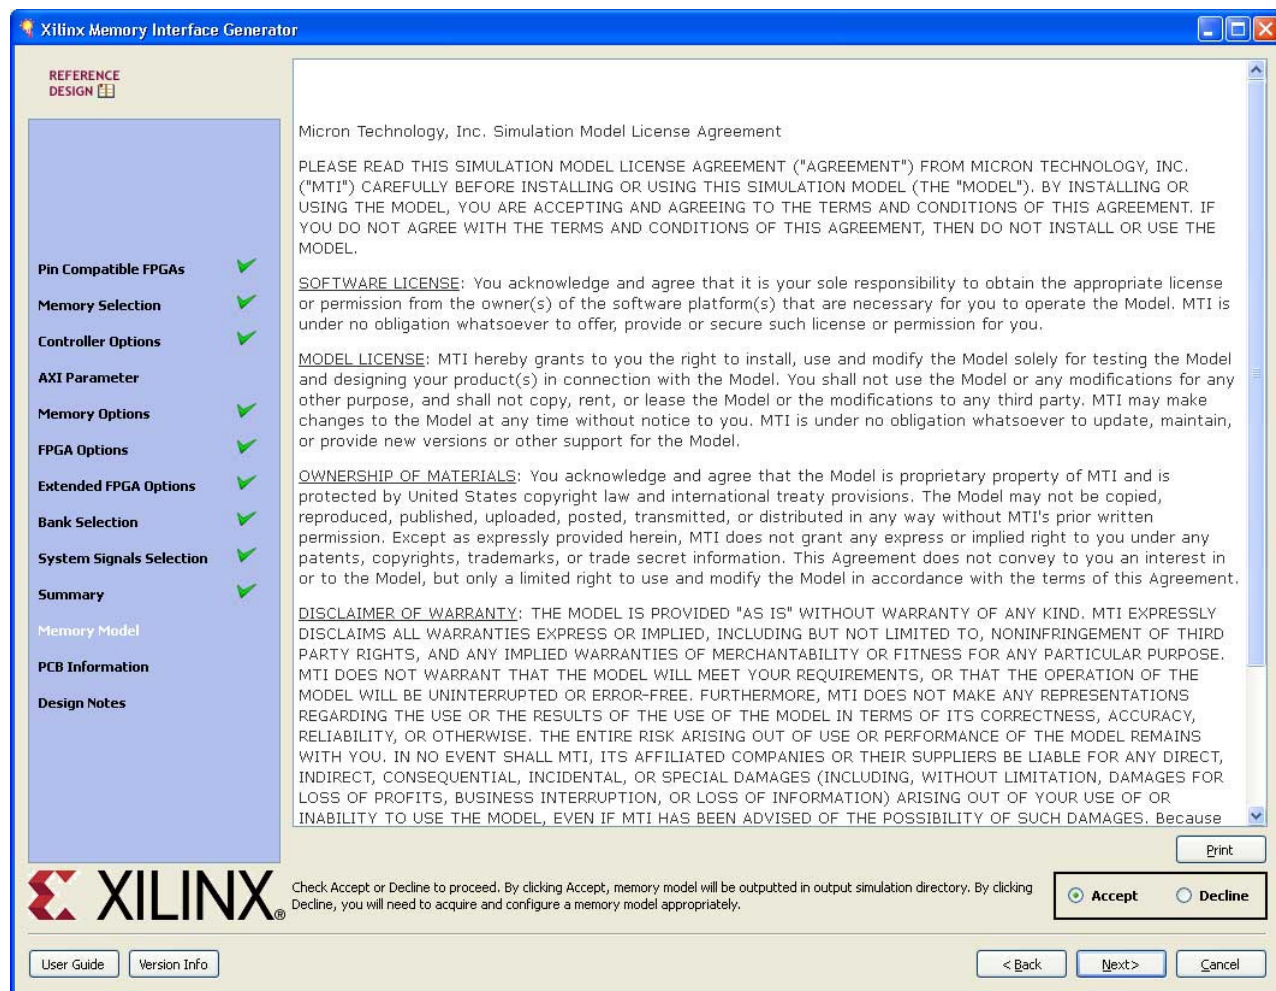 Xilinx Memory Interface Generator
REFERENCE
DESIGN
Pin Compatible FPGAs
Memory Selection
Controller Options
AXI Parameter
Memory Options
FPGA Options
Extended FPGA Options
Bank Selection
System Signals Selection
Summary
Memory Model
PCB Information
Design Notes
Micron Technology, Inc. Simulation Model License Agreement
PLEASE READ THIS SIMULATION MODEL LICENSE AGREEMENT ("AGREEMENT") FROM MICRON TECHNOLOGY, INC.
("MTI") CAREFULLY BEFORE INSTALLING OR USING THIS SIMULATION MODEL (THE "MODEL"). BY INSTALLING OR
USING THE MODEL, YOU ARE ACCEPTING AND AGREEING TO THE TERMS AND CONDITIONS OF THIS AGREEMENT. IF
YOU DO NOT AGREE WITH THE TERMS AND CONDITIONS OF THIS AGREEMENT, THEN DO NOT INSTALL OR USE THE
MODEL.
SOFTWARE LICENSE: You acknowledge and agree that it is your sole responsibility to obtain the appropriate license
or permission from the owner(s) of the software platform(s) that are necessary for you to operate the Model. MTI is
under no obligation whatsoever to offer, provide or secure such license or permission for you.
MODEL LICENSE: MTI hereby grants to you the right to install, use and modify the Model solely for testing the Model
and designing your product(s) in connection with the Model. You shall not use the Model or any modifications for any
other purpose, and shall not copy, rent, or lease the Model or the modifications to any third party. MTI may make
changes to the Model at any time without notice to you. MTI is under no obligation whatsoever to update, maintain,
or provide new versions or other support for the Model.
OWNERSHIP OF MATERIALS: You acknowledge and agree that the Model is proprietary property of MTI and is
protected by United States copyright law and international treaty provisions. The Model may not be copied,
reproduced, published, uploaded, posted, transmitted, or distributed in any way without MTI's prior written
permission. Except as expressly provided herein, MTI does not grant any express or implied right to you under any
patents, copyrights, trademarks, or trade secret information. This Agreement does not convey to you an interest in
or to the Model, but only a limited right to use and modify the Model in accordance with the terms of this Agreement.
DISCLAIMER OF WARRANTY: THE MODEL IS PROVIDED "AS IS" WITHOUT WARRANTY OF ANY KIND. MTI EXPRESSLY
DISCLAIMS ALL WARRANTIES EXPRESS OR IMPLIED, INCLUDING BUT NOT LIMITED TO, NONINFRINGEMENT OF THIRD
PARTY RIGHTS, AND ANY IMPLIED WARRANTIES OF MERCHANTABILITY OR FITNESS FOR ANY PARTICULAR PURPOSE.
MTI DOES NOT WARRANT THAT THE MODEL WILL MEET YOUR REQUIREMENTS, OR THAT THE OPERATION OF THE
MODEL WILL BE UNINTERRUPTED OR ERROR-FREE. FURTHERMORE, MTI DOES NOT MAKE ANY REPRESENTATIONS
REGARDING THE USE OR THE RESULTS OF THE USE OF THE MODEL IN TERMS OF ITS CORRECTNESS, ACCURACY,
RELIABILITY, OR OTHERWISE. THE ENTIRE RISK ARISING OUT OF USE OR PERFORMANCE OF THE MODEL REMAINS
WITH YOU. IN NO EVENT SHALL MTI, ITS AFFILIATED COMPANIES OR THEIR SUPPLIERS BE LIABLE FOR ANY DIRECT,
INDIRECT, CONSEQUENTIAL, INCIDENTAL, OR SPECIAL DAMAGES (INCLUDING, WITHOUT LIMITATION, DAMAGES FOR
LOSS OF PROFITS, BUSINESS INTERRUPTION, OR LOSS OF INFORMATION) ARISING OUT OF YOUR USE OF OR
INABILITY TO USE THE MODEL, EVEN IF MTI HAS BEEN ADVISED OF THE POSSIBILITY OF SUCH DAMAGES. Because
Print
XILINX®
Check Accept or Decline to proceed. By clicking Accept, memory model will be outputted in output simulation directory. By clicking
Decline, you will need to acquire and configure a memory model appropriately.
Accept Decline
User Guide Version Info < Back Next> Cancel